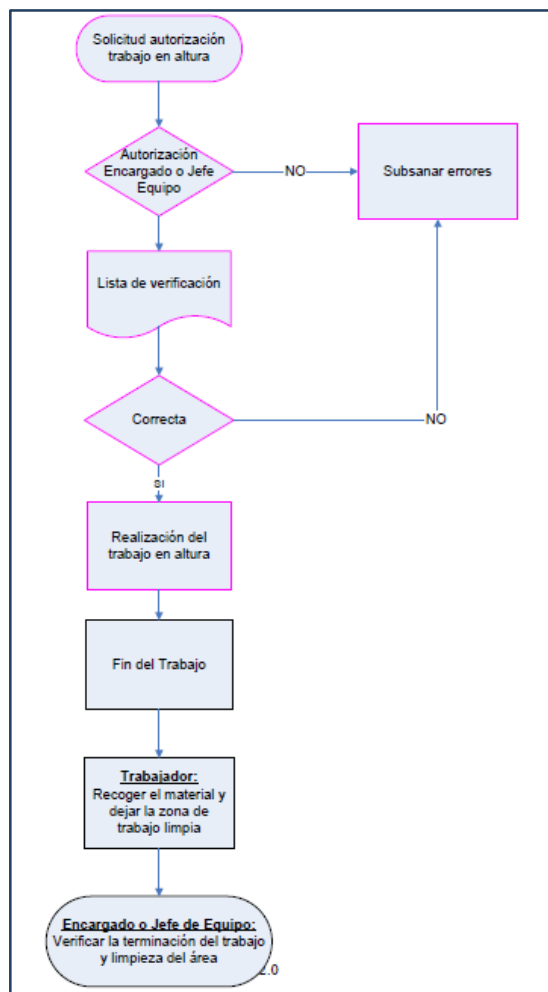 Solicitud autorización
trabajo en altura
Autorización
Encargado o Jefe
Equipo
NO
Subsanar errores
Lista de verificación
Correcta
NO
SI
Realización del
trabajo en altura
Fin del Trabajo
Trabajador:
Recoger el material y
dejar la zona de
trabajo limpia
Encargado o Jefe de Equipo:
Verificar la terminación del trabajo
y limpieza del área
2.0